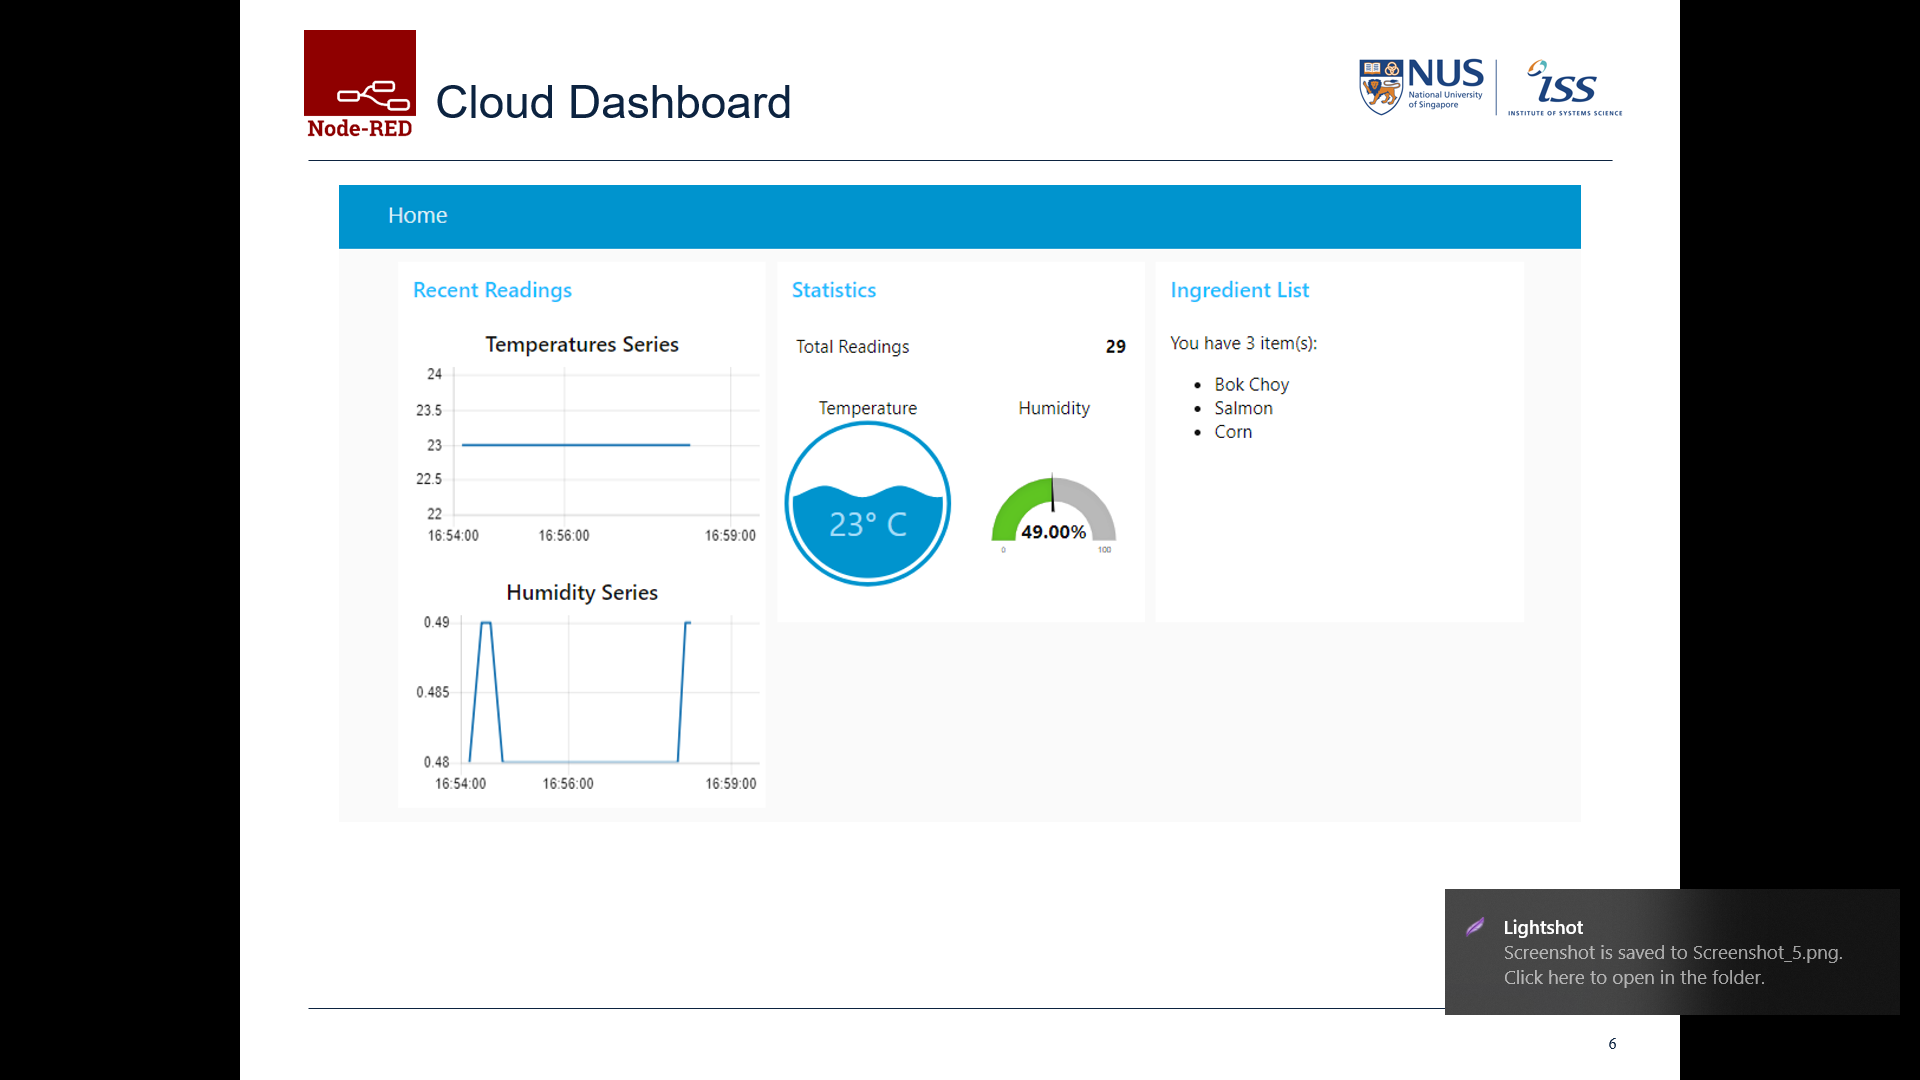 Node-RED
Cloud Dashboard
NUS
National University
of Singapore
iss
INSTITUTE OF SYSTEMS SCIENCE
Home
Recent Readings
Temperatures Series
24
23.5
23
22.5
22
16:54:00 16:56:00 16:59:00
Humidity Series
0.49
0.485
0.48
16:54:00 16:56:00 16:59:00
Statistics
Total Readings 29
Temperature Humidity
23° C
49.00%
0 100
Ingredient List
You have 3 item(s):
• Bok Choy
• Salmon
• Corn
Lightshot
Screenshot is saved to Screenshot_5.png.
Click here to open in the folder.
6